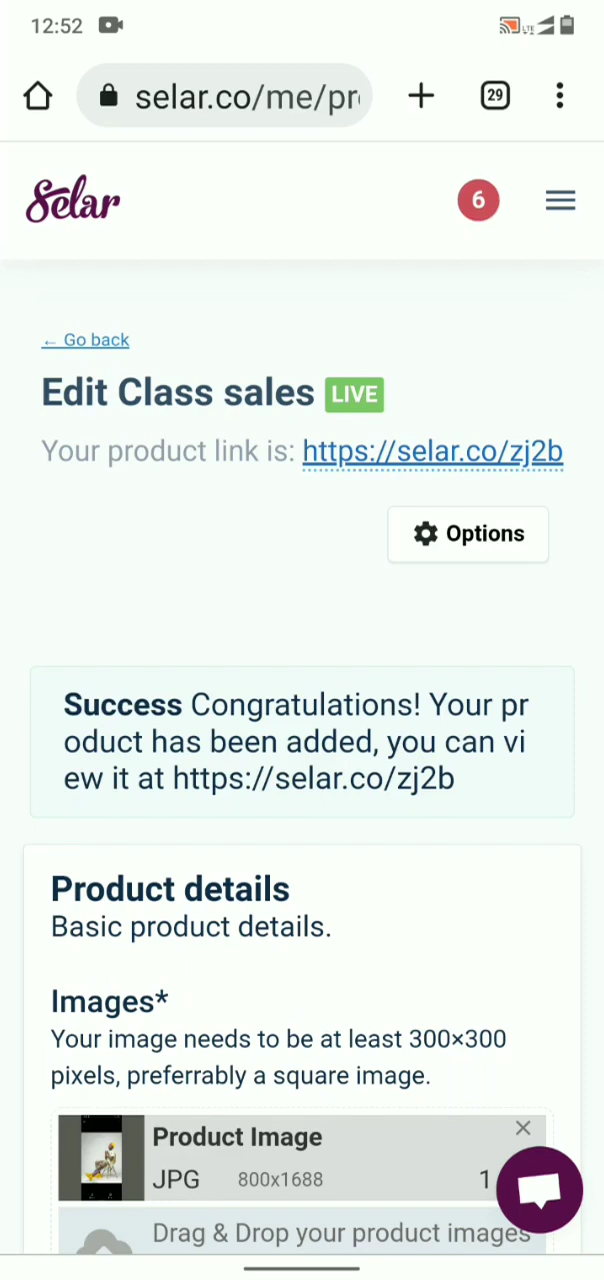 12:52
LTE
selar.co/me/pr
29
Selar
6
← Go back
Edit Class sales LIVE
Your product link is: https://selar.co/zj2b
Options
Success Congratulations! Your pr
oduct has been added, you can vi
ew it at https://selar.co/zj2b
Product details
Basic product details.
Images*
Your image needs to be at least 300×300
pixels, preferrably a square image.
Product Image
JPG 800x1688 1
Drag & Drop your product images